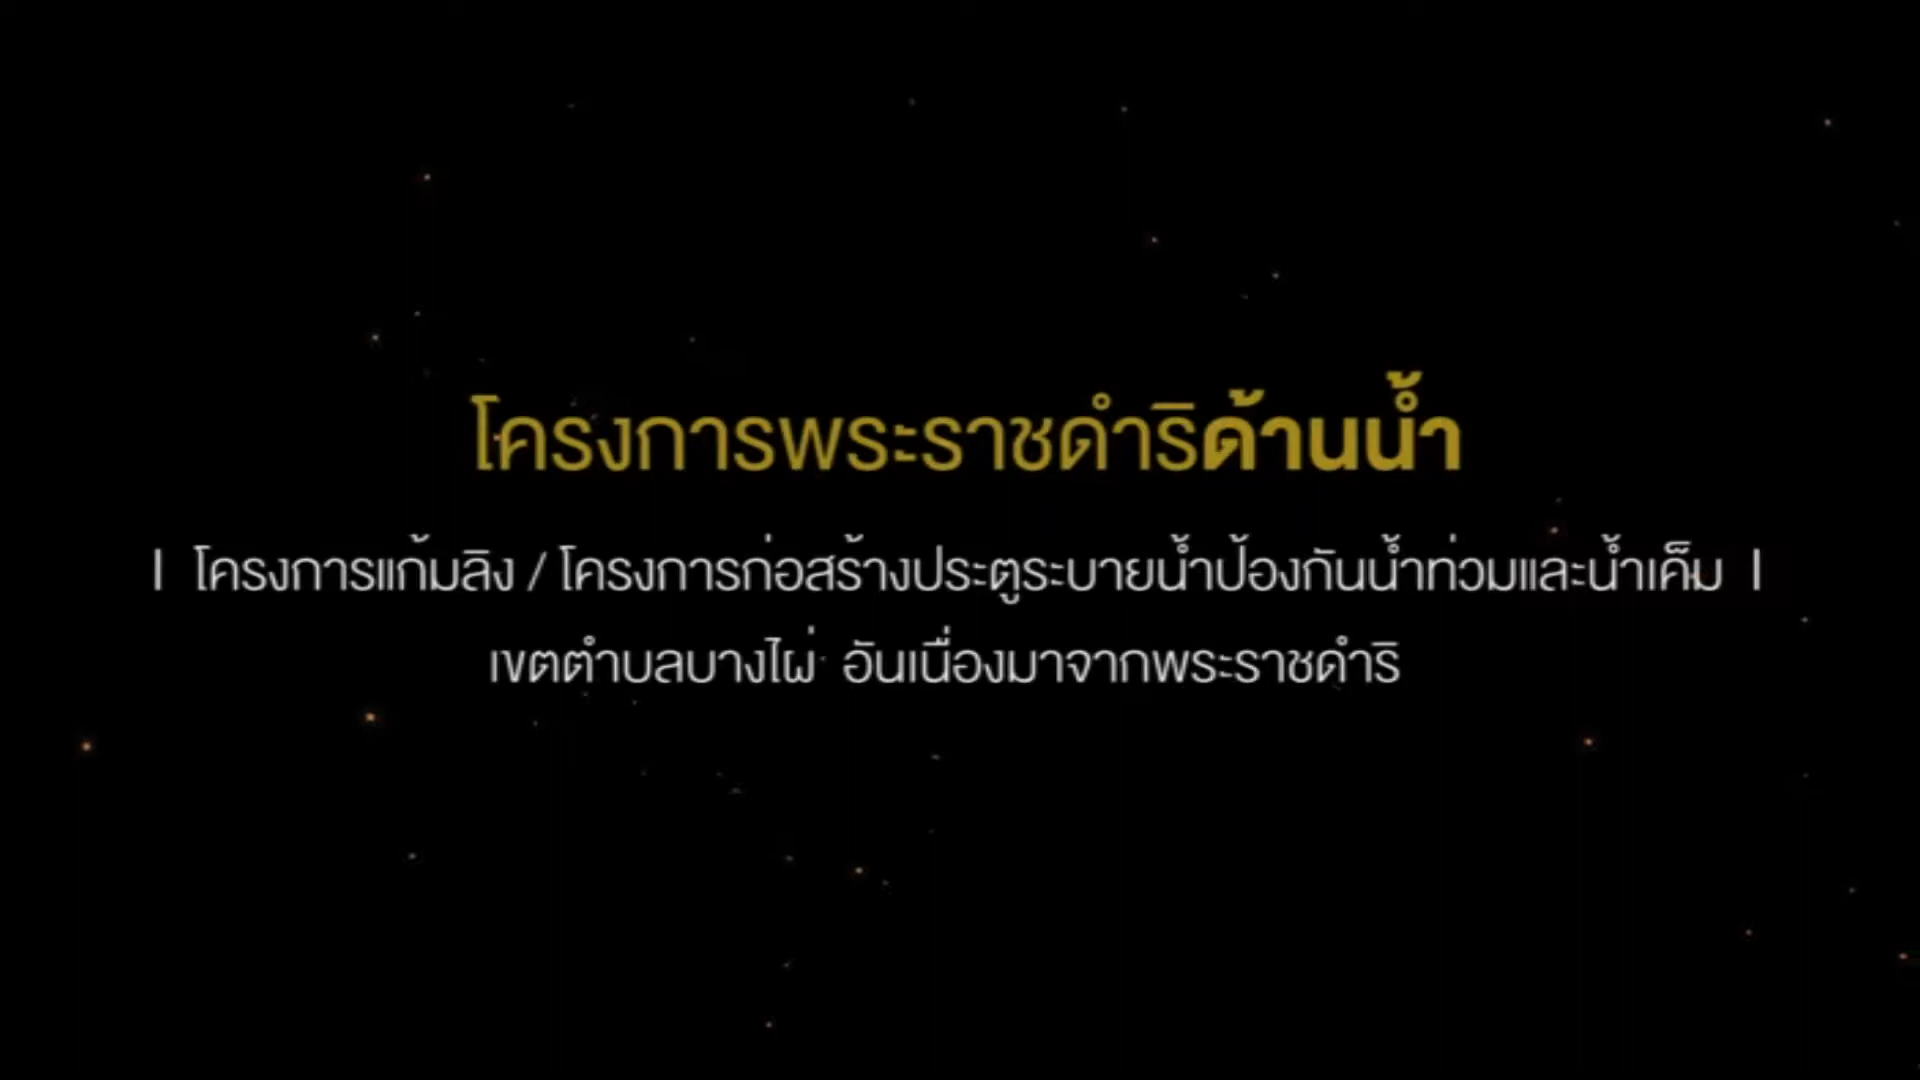 โครงการพระราชดำริด้านน้ำ
| โครงการแก้มลิง / โครงการก่อสร้างประตูระบายน้ำป้องกันน้ำท่วมและน้ำเค็ม |
เขตตำบลบางไผ่ อันเนื่องมาจากพระราชดำริ